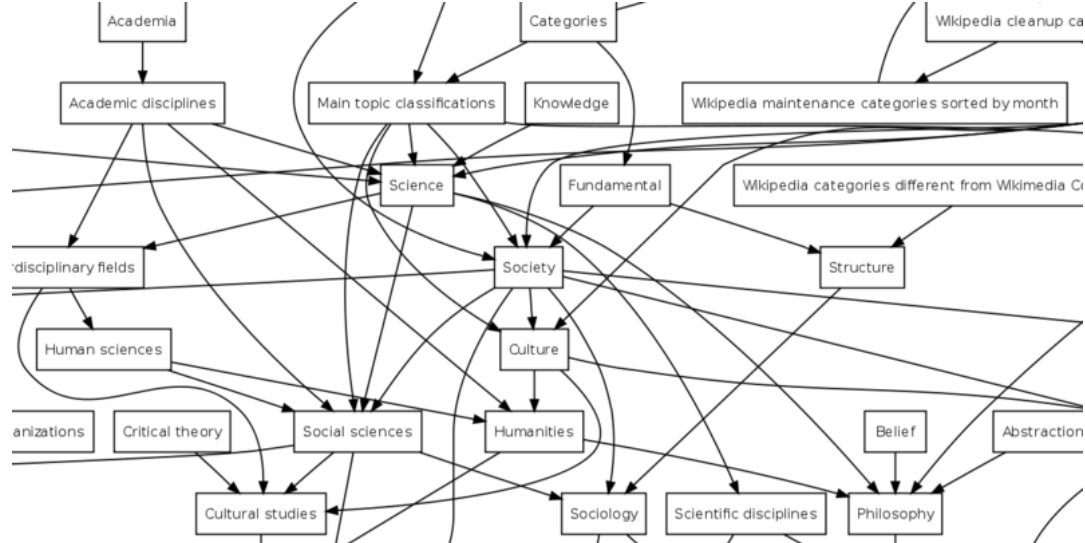 Academia
Categories
Wikipedia cleanup ca
Academic disciplines
Main topic classifications
Knowledge
Wikipedia maintenance categories sorted by month
Science
Fundamental
Wikipedia categories different from Wikimedia Co
rdisciplinary fields
Society
Structure
Human sciences
Culture
anizations
Critical theory
Social sciences
Humanities
Belief
Abstraction
Cultural studies
Sociology
Scientific disciplines
Philosophy